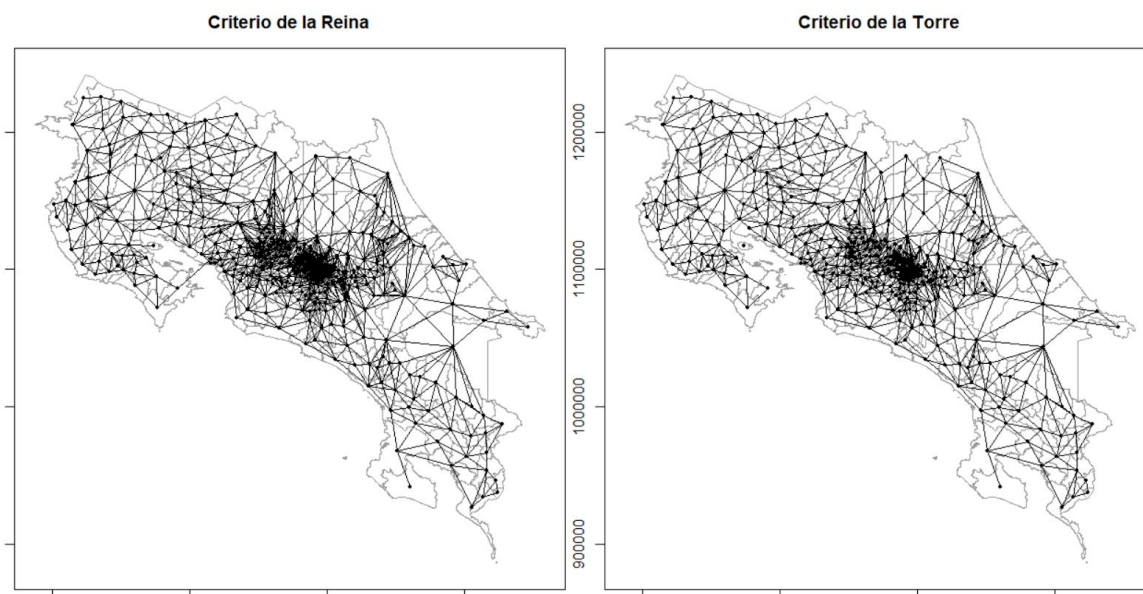 Criterio de la Reina
Criterio de la Torre
1200000
1100000
1000000
900000